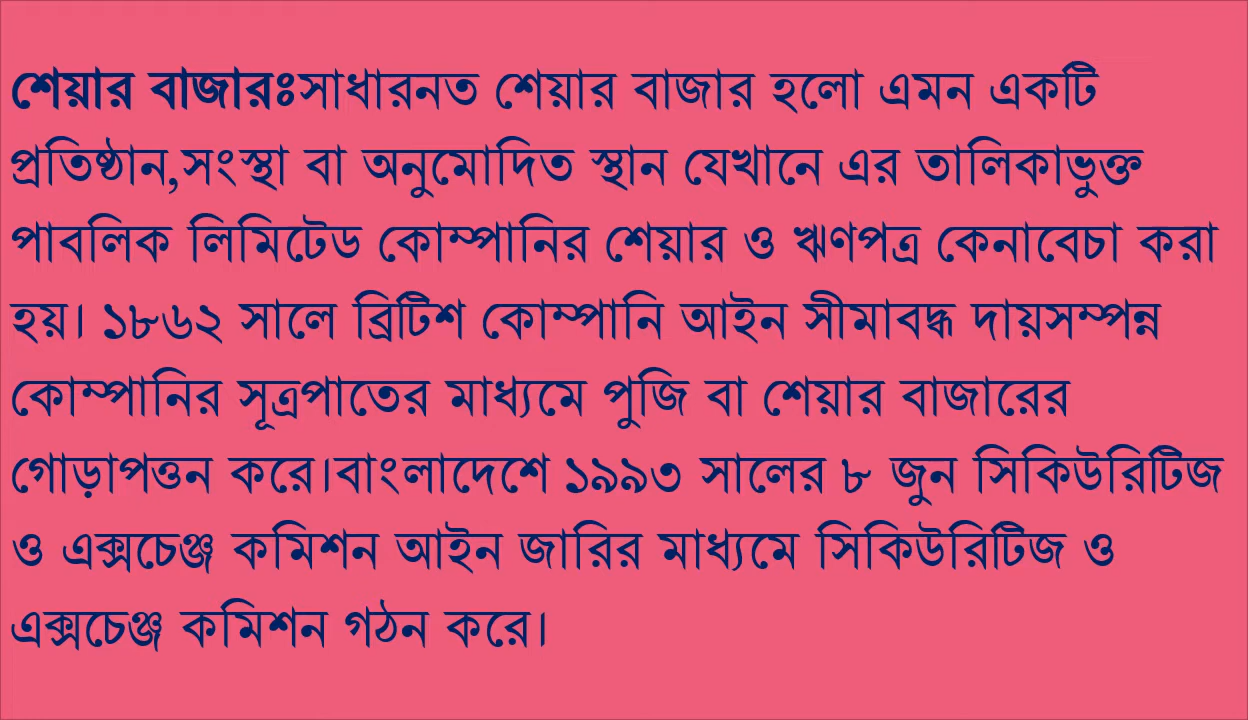 শেয়ার বাজারঃসাধারনত শেয়ার বাজার হলো এমন একটি
প্রতিষ্ঠান,সংস্থা বা অনুমোদিত স্থান যেখানে এর তালিকাভুক্ত
পাবলিক লিমিটেড কোম্পানির শেয়ার ও ঋণপত্র কেনাবেচা করা
হয়। ১৮৬২ সালে ব্রিটিশ কোম্পানি আইন সীমাবদ্ধ দায়সম্পন্ন
কোম্পানির সূত্রপাতের মাধ্যমে পুজি বা শেয়ার বাজারের
গোড়াপত্তন করে।বাংলাদেশে ১৯৯৩ সালের ৮ জুন সিকিউরিটিজ
ও এক্সচেঞ্জ কমিশন আইন জারির মাধ্যমে সিকিউরিটিজ ও
এক্সচেঞ্জ কমিশন গঠন করে।